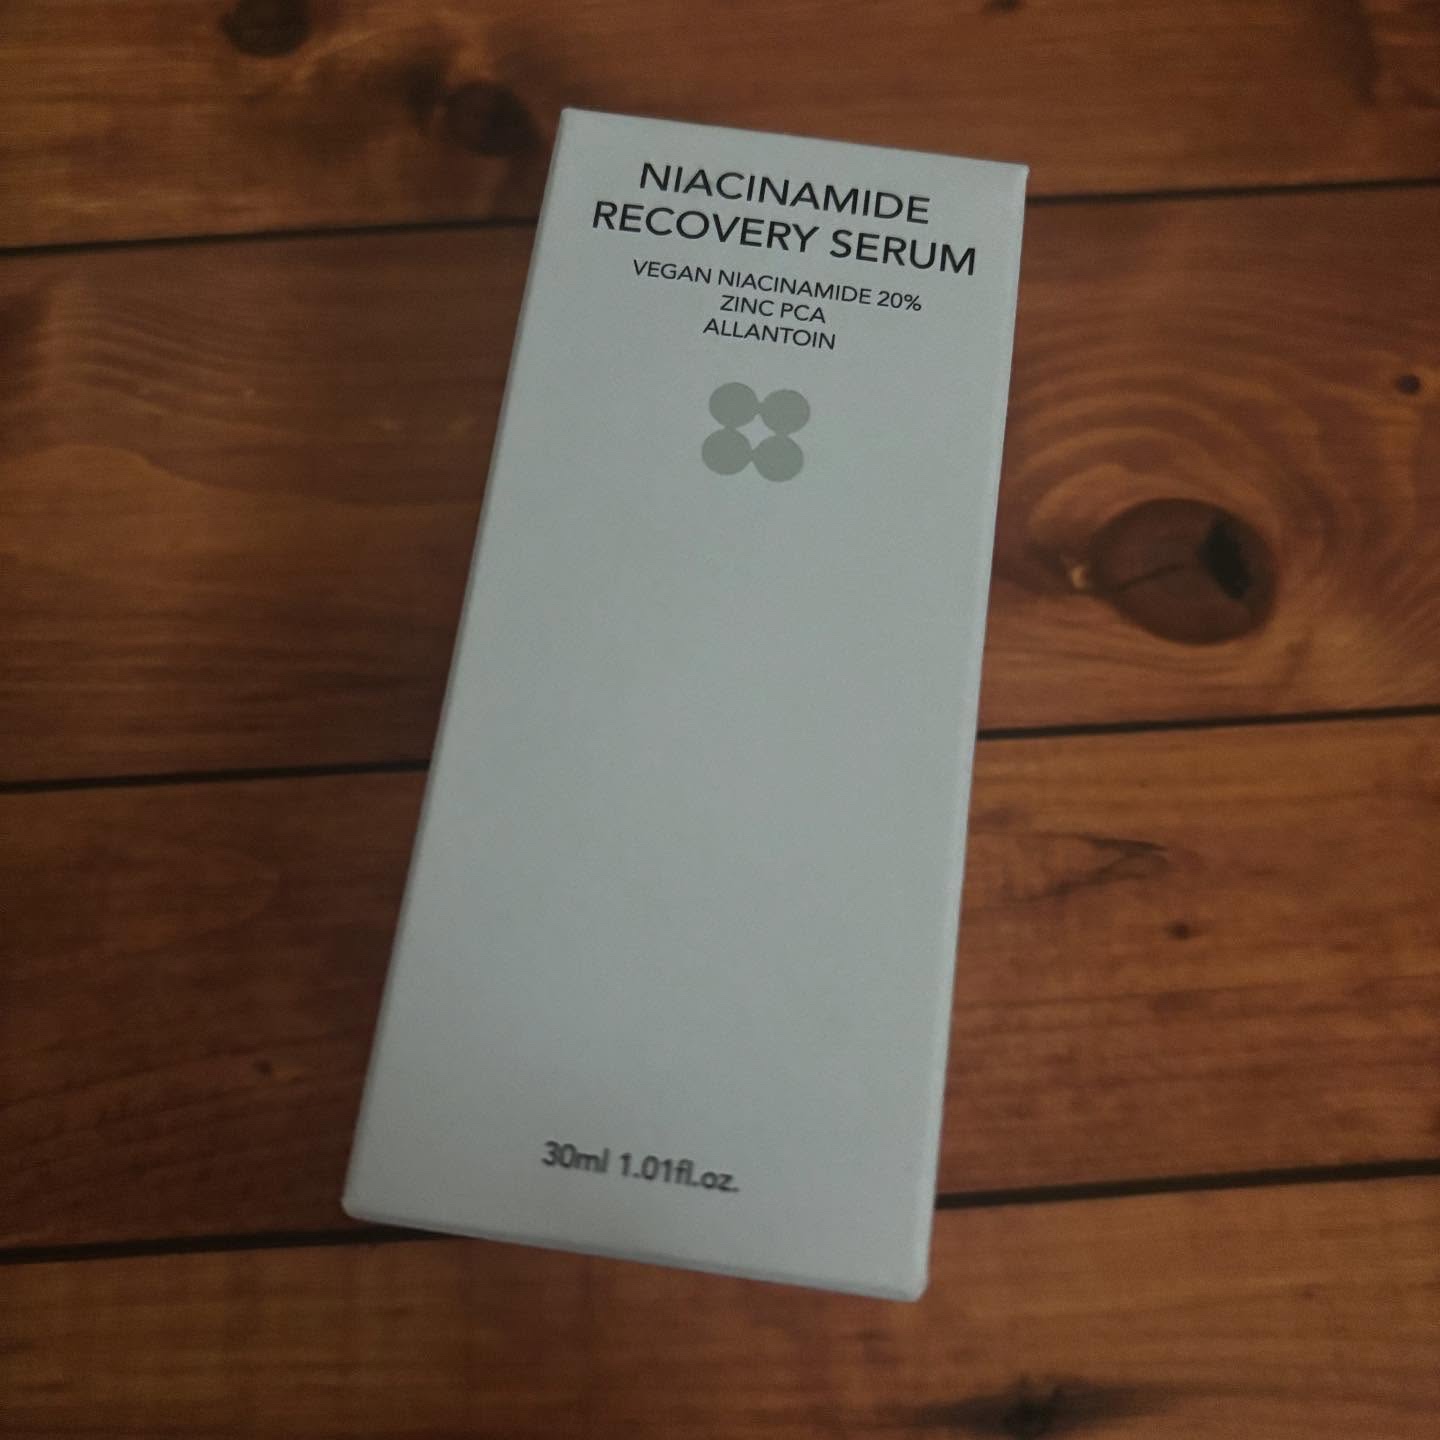 NIACINAMIDE
RECOVERY SERUM
VEGAN NIACINAMIDE 20%
ZINC PCA
ALLANTOIN
30ml 1.01fl.oz.